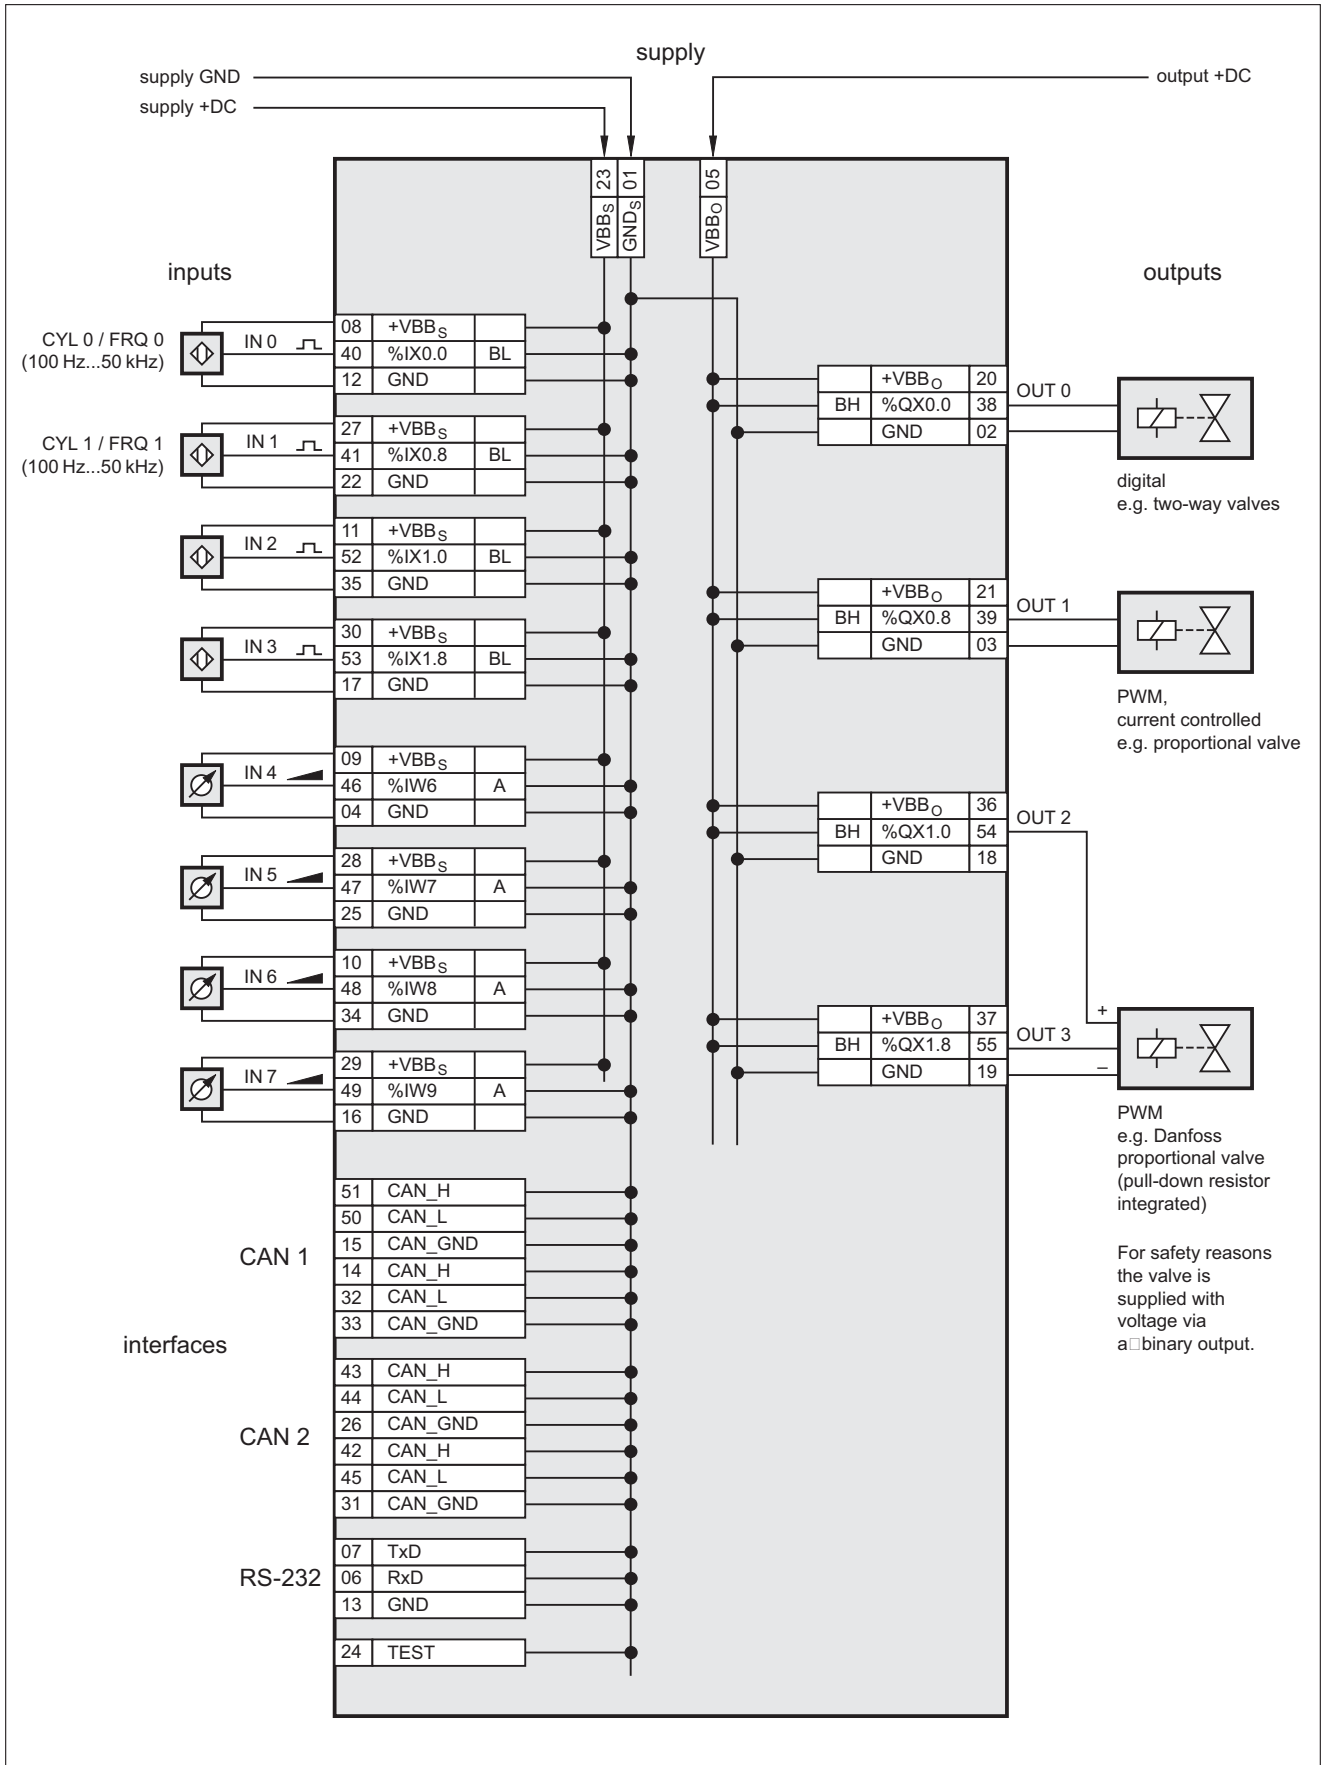 supply
supply GND
output +DC
supply +DC
23 01 05
VBBS GNDS VBBO
inputs
outputs
CYL 0 / FRQ 0
(100 Hz...50 kHz)
IN 0
08 +VBBS
40 %IX0.0 BL
12 GND
CYL 1 / FRQ 1
(100 Hz...50 kHz)
IN 1
27 +VBBS
41 %IX0.8 BL
22 GND
IN 2
11 +VBBS
52 %IX1.0 BL
35 GND
IN 3
30 +VBBS
53 %IX1.8 BL
17 GND
IN 4
09 +VBBS
46 %IW6 A
04 GND
IN 5
28 +VBBS
47 %IW7 A
25 GND
IN 6
10 +VBBS
48 %IW8 A
34 GND
IN 7
29 +VBBS
49 %IW9 A
16 GND
interfaces
CAN 1
51 CAN_H
50 CAN_L
15 CAN_GND
14 CAN_H
32 CAN_L
33 CAN_GND
CAN 2
43 CAN_H
44 CAN_L
26 CAN_GND
42 CAN_H
45 CAN_L
31 CAN_GND
RS-232
07 TxD
06 RxD
13 GND
24 TEST
+VBBO 20
BH %QX0.0 38
GND 02
OUT 0
digital
e.g. two-way valves
+VBBO 21
BH %QX0.8 39
GND 03
OUT 1
PWM,
current controlled
e.g. proportional valve
+VBBO 36
BH %QX1.0 54
GND 18
OUT 2
+VBBO 37
BH %QX1.8 55
GND 19
OUT 3
+
–
PWM
e.g. Danfoss
proportional valve
(pull-down resistor
integrated)
For safety reasons
the valve is
supplied with
voltage via
a□binary output.